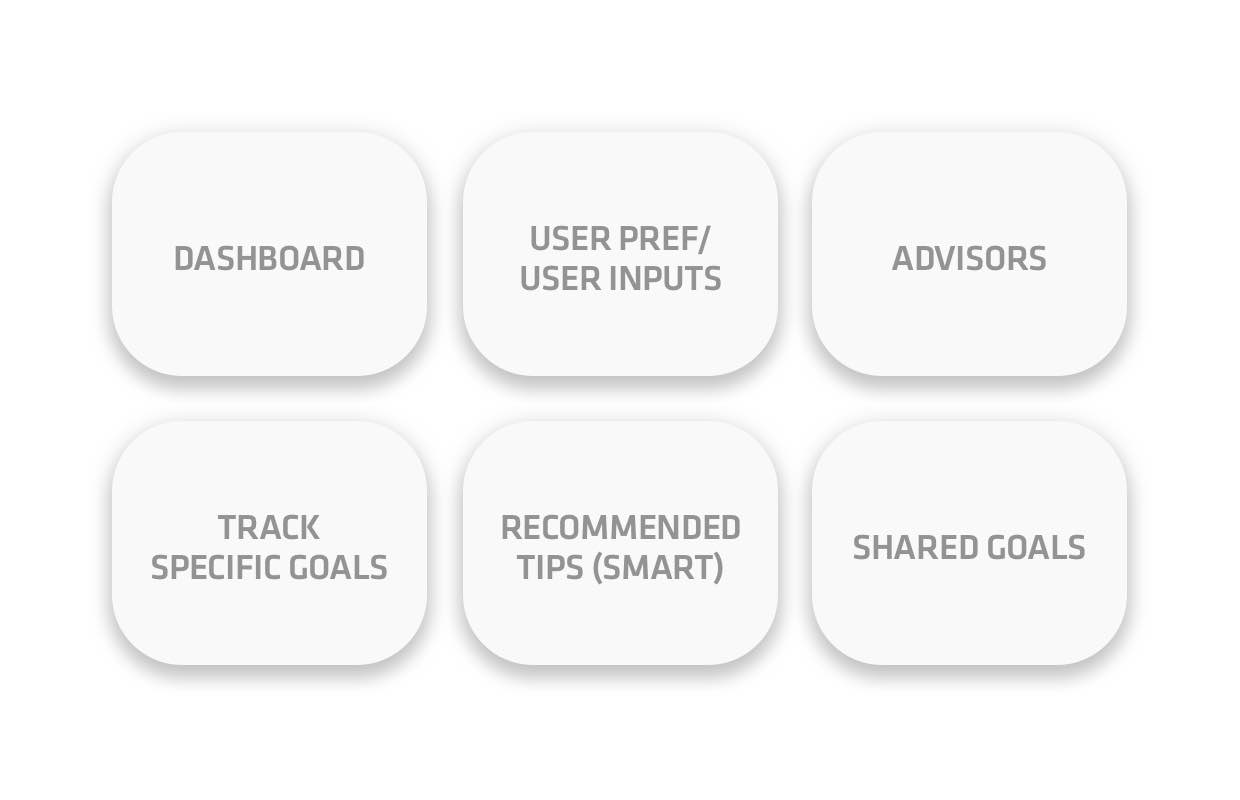 DASHBOARD
USER PREF/
USER INPUTS
ADVISORS
TRACK
SPECIFIC GOALS
RECOMMENDED
TIPS (SMART)
SHARED GOALS